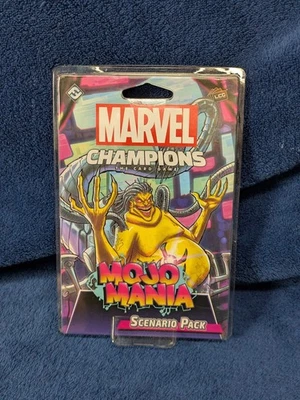 MARVEL
CHAMPIONS
THE CARD GAME
MOJO
MANIA
SCENARIO PACK